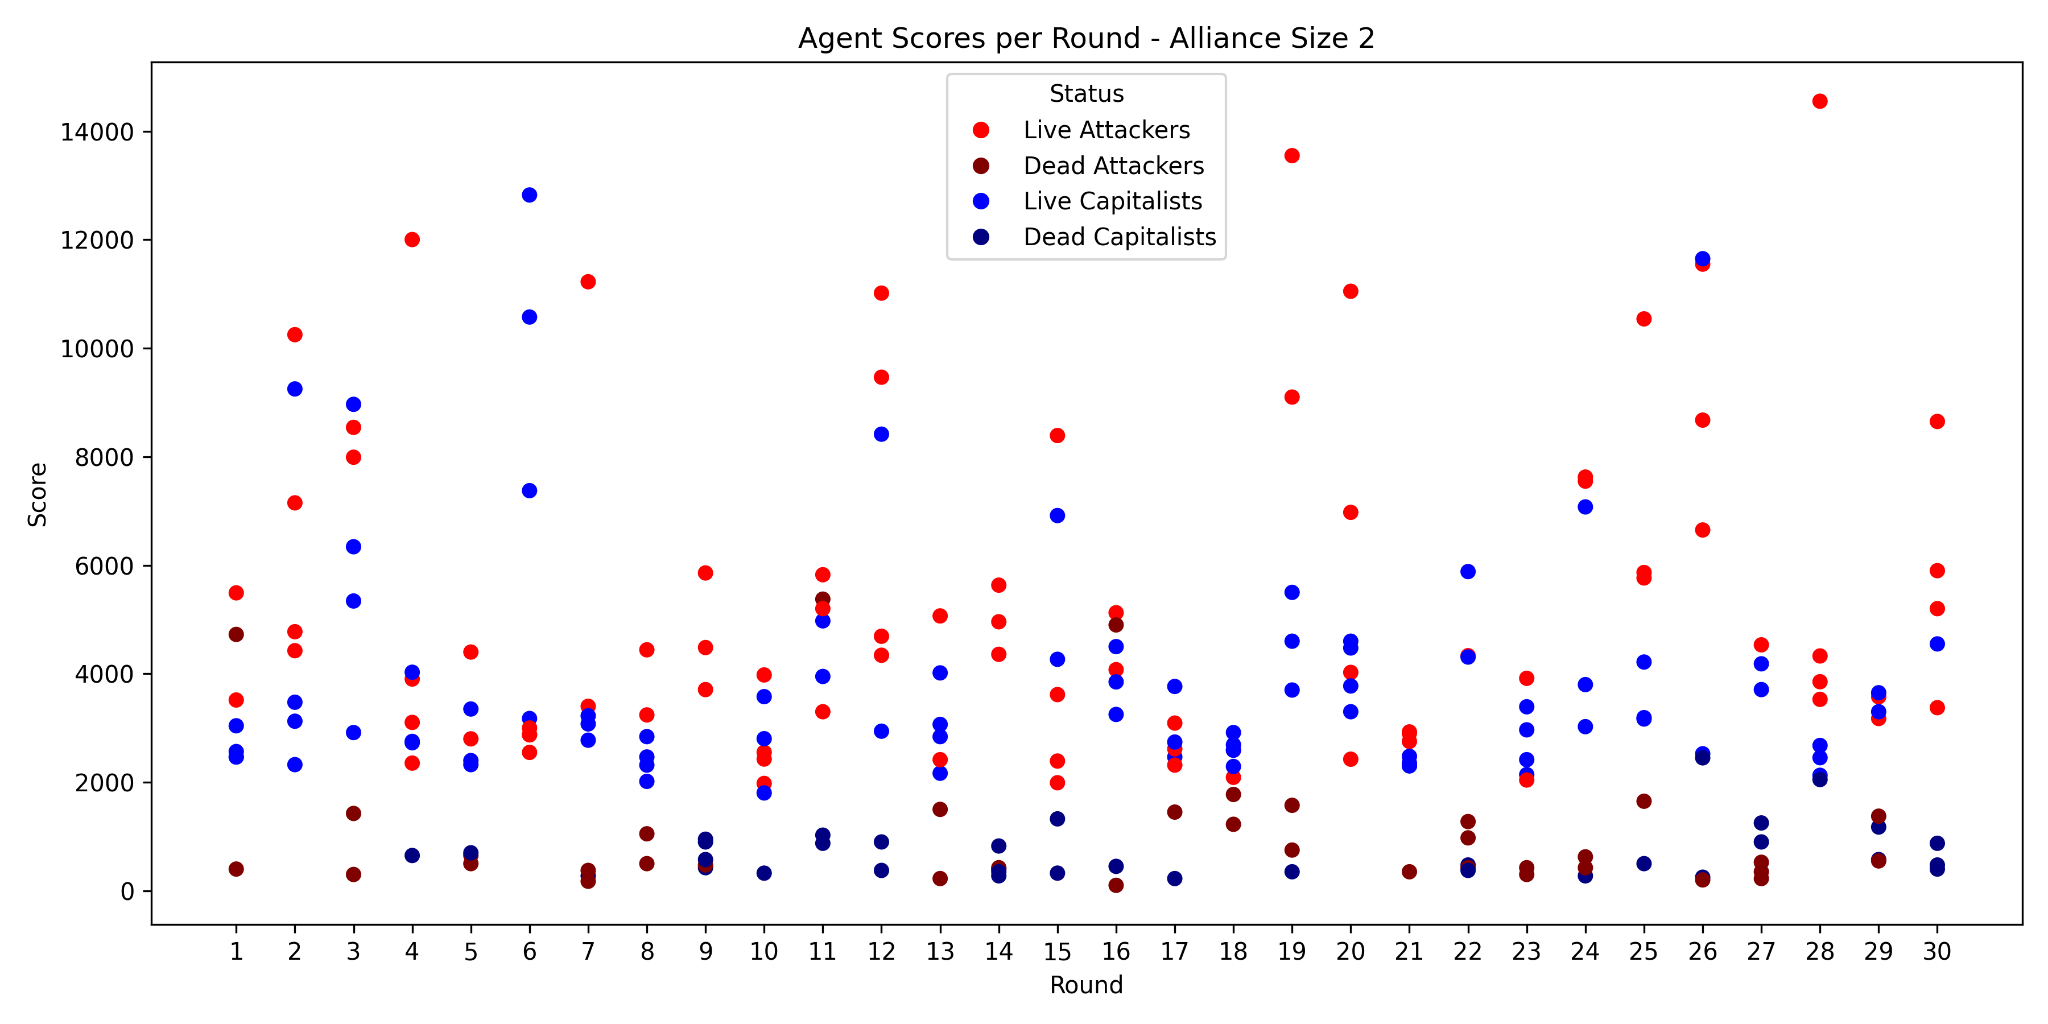 Agent Scores per Round - Alliance Size 2
Status
Live Attackers
Dead Attackers
Live Capitalists
Dead Capitalists
14000
12000
10000
8000
6000
4000
2000
0
Score
1 2 3 4 5 6 7 8 9 10 11 12 13 14 15 16 17 18 19 20 21 22 23 24 25 26 27 28 29 30
Round